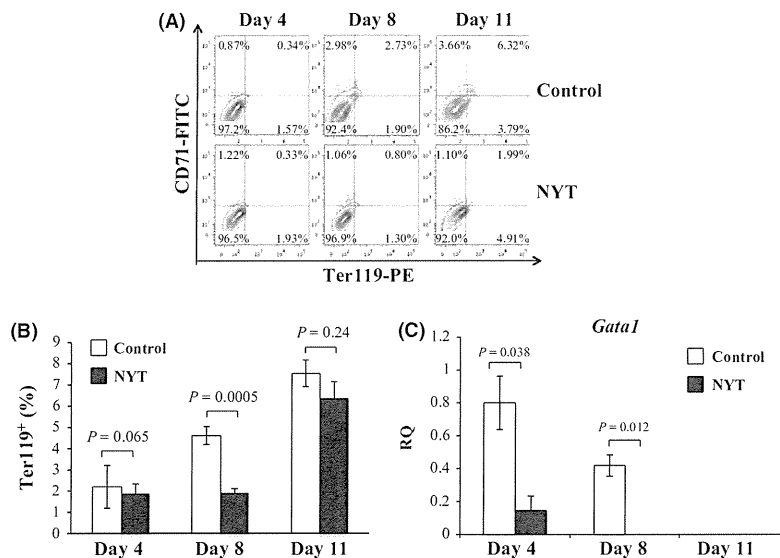 (A)
Day 4 Day 8 Day 11
0.87% 0.34% 2.98% 2.73% 3.66% 6.32%
Control
97.2% 1.57% 92.4% 1.90% 86.2% 3.79%
1.22% 0.33% 1.06% 0.80% 1.10% 1.99%
NYT
96.5% 1.93% 96.9% 1.30% 92.0% 4.91%
CD71-FITC
Ter119-PE
(B)
Control
NYT
P = 0.24
P = 0.0005
P = 0.065
Ter119+ (%)
9
8
7
6
5
4
3
2
1
0
Day 4 Day 8 Day 11
(C)
Gata1
Control
NYT
P = 0.038
P = 0.012
RQ
1.2
1
0.8
0.6
0.4
0.2
0
Day 4 Day 8 Day 11